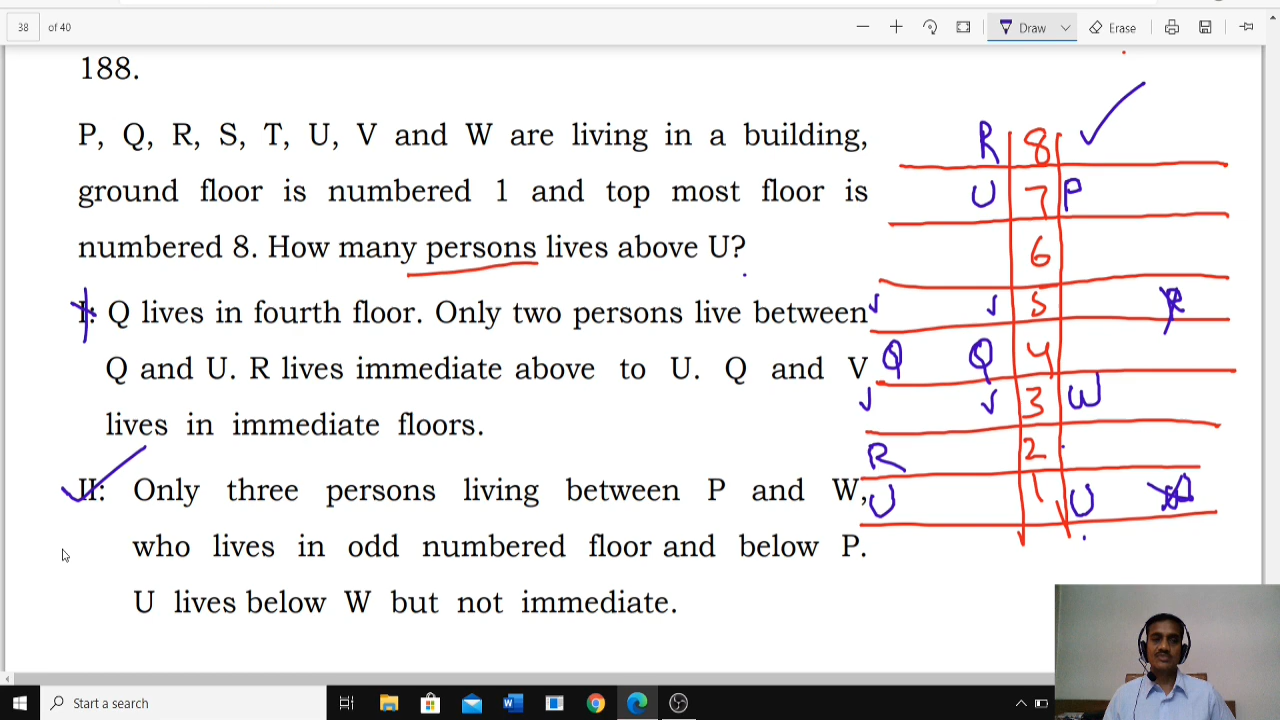 38 of 40
Draw
Erase
188.
P, Q, R, S, T, U, V and W are living in a building,
ground floor is numbered 1 and top most floor is
numbered 8. How many persons lives above U?
I: Q lives in fourth floor. Only two persons live between
Q and U. R lives immediate above to U. Q and V
lives in immediate floors.
II: Only three persons living between P and W,
who lives in odd numbered floor and below P.
U lives below W but not immediate.
R 8
U 7 P
6
5
Q Q 4
3 W
R 2
U 1 U
Start a search